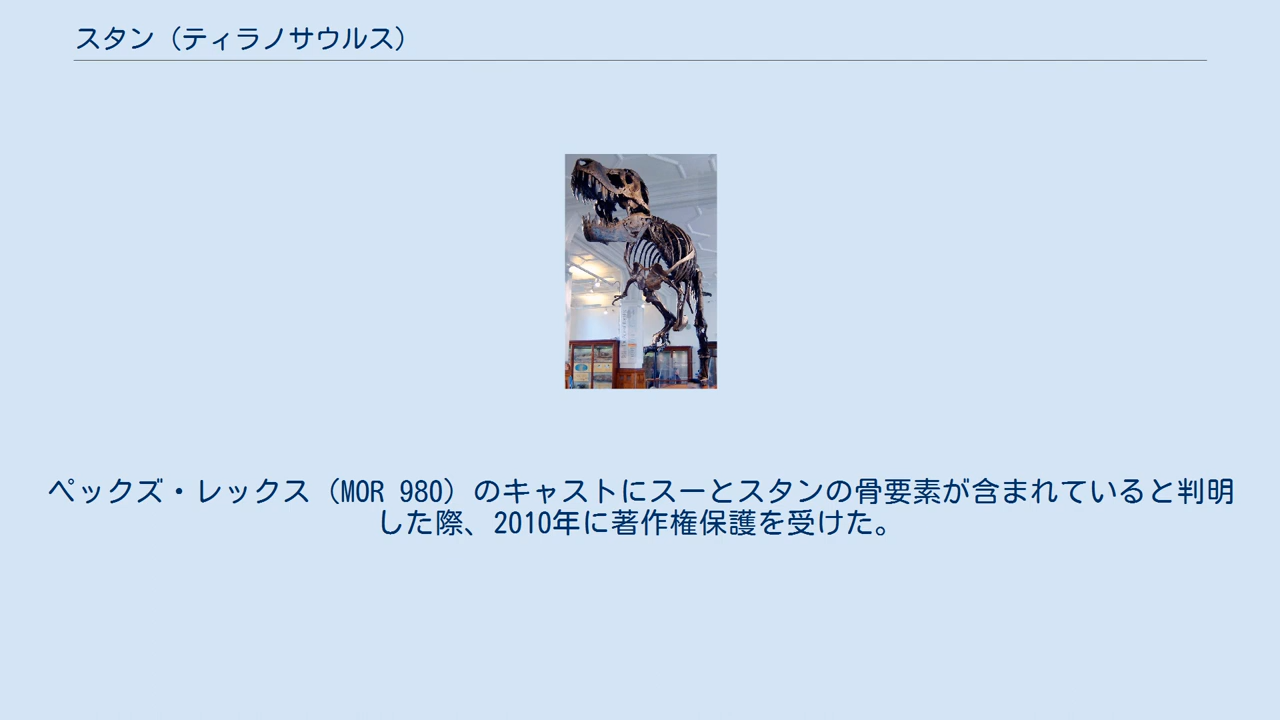 スタン（ティラノサウルス）
ペックズ・レックス（MOR 980）のキャストにスーとスタンの骨要素が含まれていると判明
した際、2010年に著作権保護を受けた。